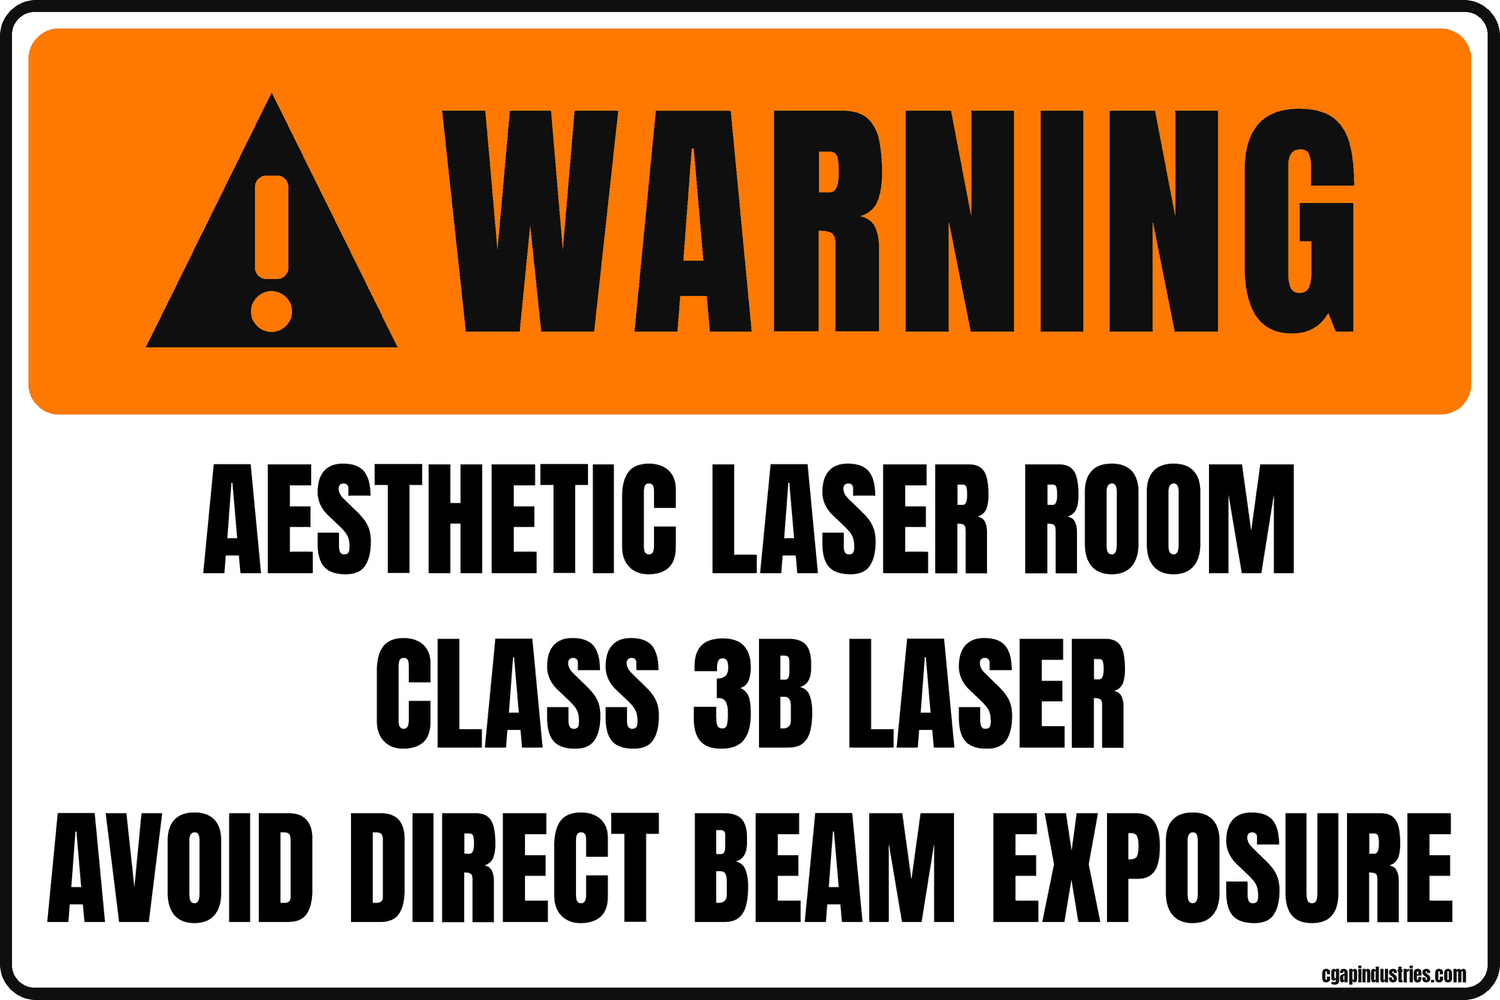 WARNING
AESTHETIC LASER ROOM
CLASS 3B LASER
AVOID DIRECT BEAM EXPOSURE
cgapindustries.com